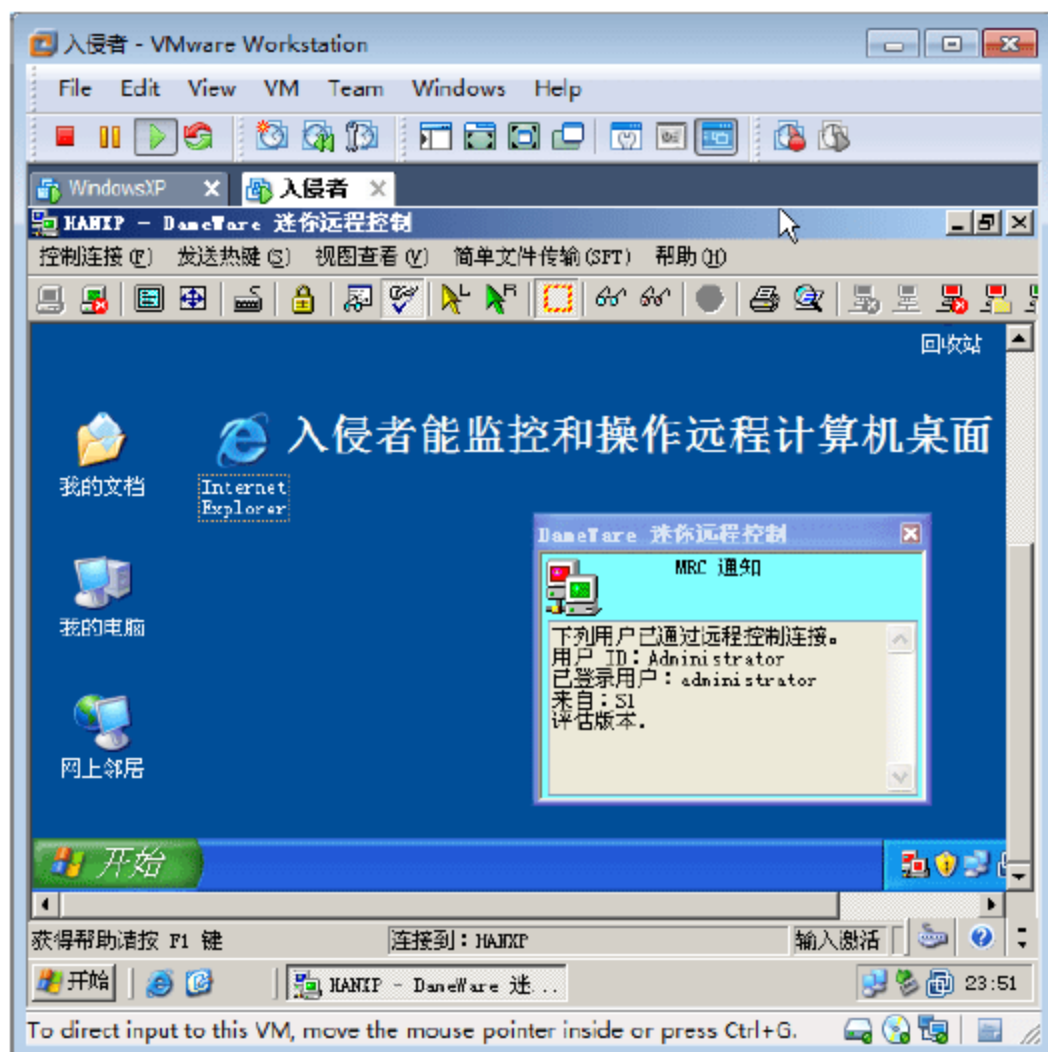 入侵者 - VMware Workstation
File Edit View VM Team Windows Help
WindowsXP 入侵者
HANXP - DameWare 迷你远程控制
控制连接(F) 发送热键(S) 视图查看(V) 简单文件传输(SFT) 帮助(H)
回收站
入侵者能监控和操作远程计算机桌面
我的文档
Internet Explorer
DameWare 迷你远程控制
MRC 通知
下列用户已通过远程控制连接。
用户 ID：Administrator
已登录用户：administrator
来自：S1
评估版本.
我的电脑
网上邻居
开始
获得帮助请按 F1 键 连接到：HANXP 输入激活
开始 HANXP - DameWare 迷... 23:51
To direct input to this VM, move the mouse pointer inside or press Ctrl+G.